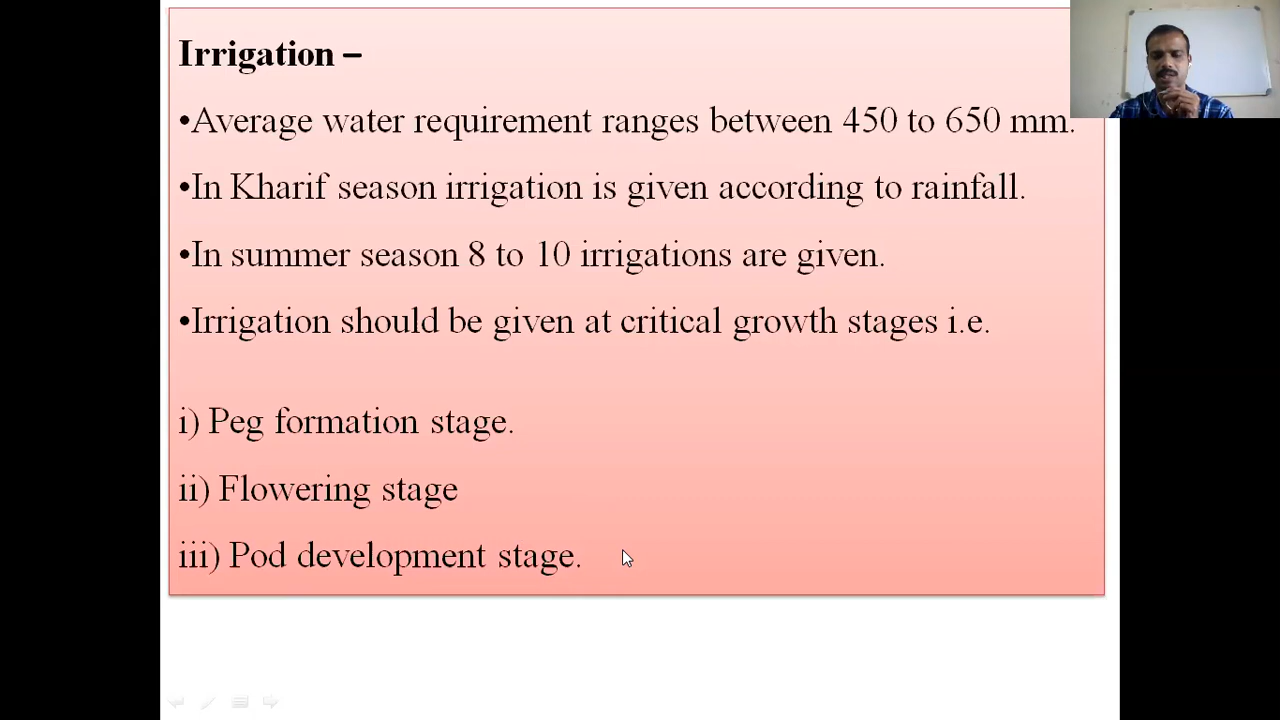 Irrigation –
•Average water requirement ranges between 450 to 650 mm.
•In Kharif season irrigation is given according to rainfall.
•In summer season 8 to 10 irrigations are given.
•Irrigation should be given at critical growth stages i.e.
i) Peg formation stage.
ii) Flowering stage
iii) Pod development stage.